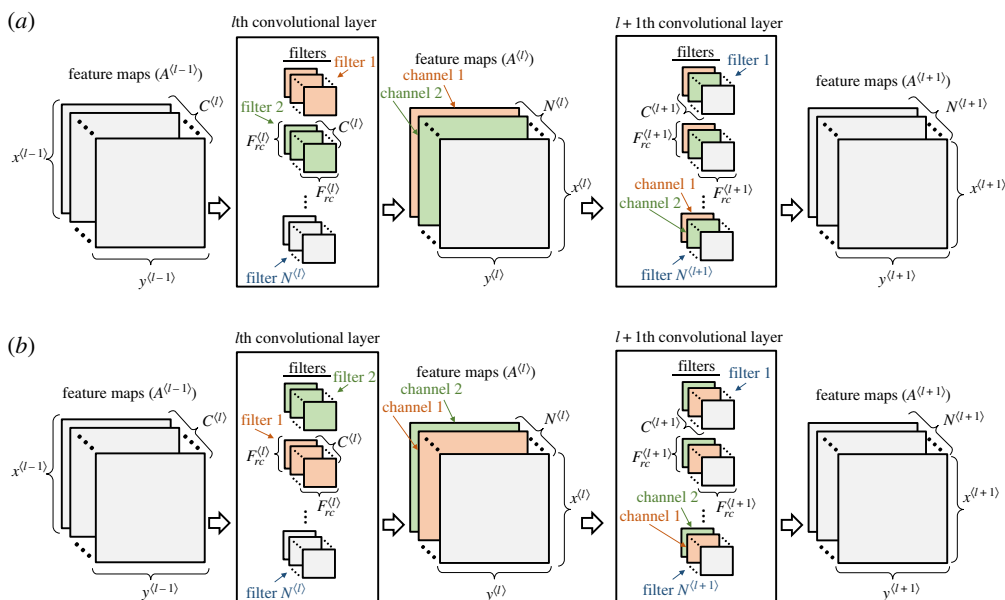 (a)
lth convolutional layer
l + 1th convolutional layer
filters
filters
feature maps (A⟨l−1⟩)
filter 1
feature maps (A⟨l⟩)
filter 1
feature maps (A⟨l+1⟩)
channel 1
channel 2
C⟨l⟩
N⟨l⟩
N⟨l+1⟩
filter 2
C⟨l+1⟩
x⟨l−1⟩
F_rc⟨l⟩
C⟨l⟩
F_rc⟨l+1⟩
x⟨l⟩
x⟨l+1⟩
F_rc⟨l⟩
F_rc⟨l+1⟩
channel 1
channel 2
y⟨l−1⟩
filter N⟨l⟩
y⟨l⟩
filter N⟨l+1⟩
y⟨l+1⟩
(b)
lth convolutional layer
l + 1th convolutional layer
filters
filters
feature maps (A⟨l−1⟩)
filter 2
feature maps (A⟨l⟩)
filter 1
feature maps (A⟨l+1⟩)
channel 2
channel 1
C⟨l⟩
N⟨l⟩
N⟨l+1⟩
filter 1
C⟨l+1⟩
x⟨l−1⟩
F_rc⟨l⟩
C⟨l⟩
F_rc⟨l+1⟩
x⟨l⟩
x⟨l+1⟩
F_rc⟨l⟩
F_rc⟨l+1⟩
channel 2
channel 1
y⟨l−1⟩
filter N⟨l⟩
y⟨l⟩
filter N⟨l+1⟩
y⟨l+1⟩